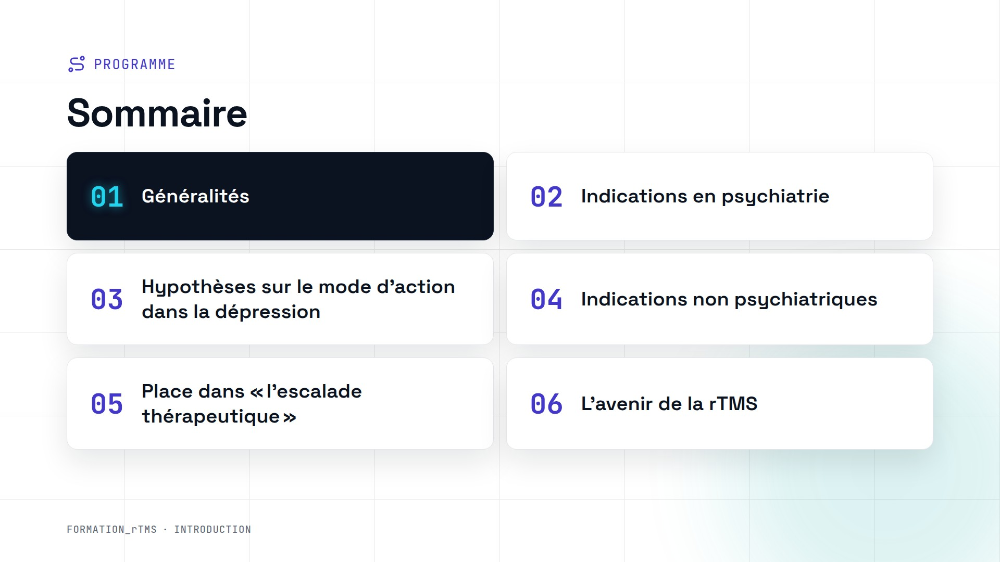 PROGRAMME
Sommaire
01 Généralités
02 Indications en psychiatrie
03 Hypothèses sur le mode d’action
dans la dépression
04 Indications non psychiatriques
05 Place dans « l’escalade
thérapeutique »
06 L’avenir de la rTMS
FORMATION_rTMS · INTRODUCTION